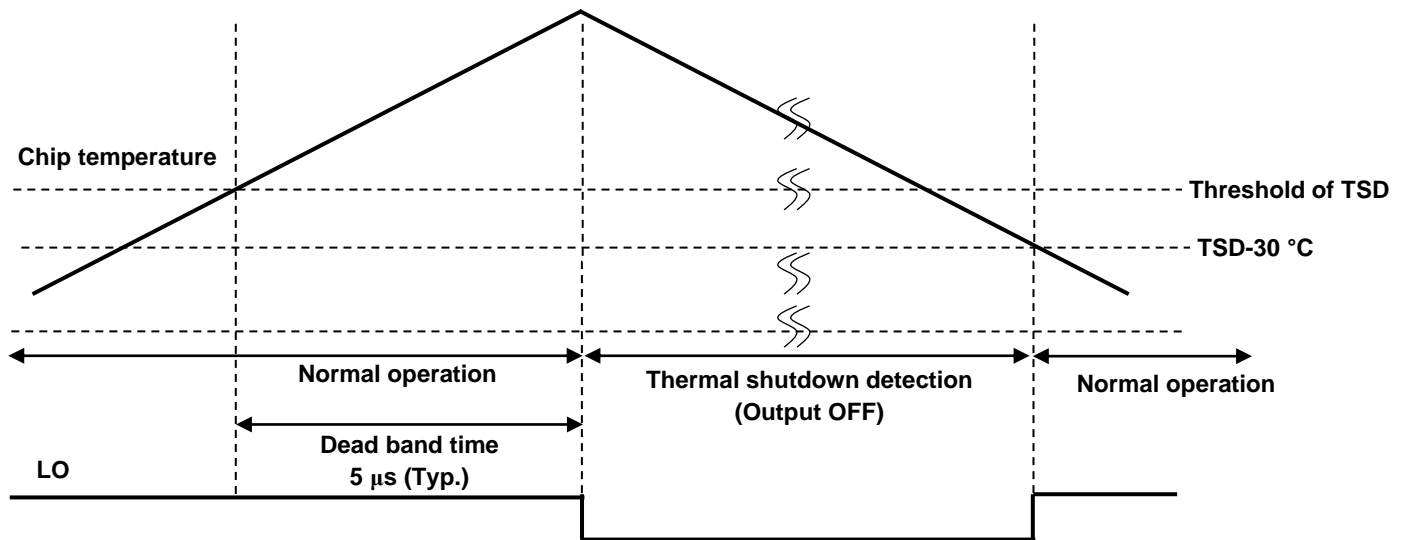 Chip temperature
Threshold of TSD
TSD-30 °C
Normal operation
Thermal shutdown detection
(Output OFF)
Normal operation
Dead band time
5 μs (Typ.)
LO